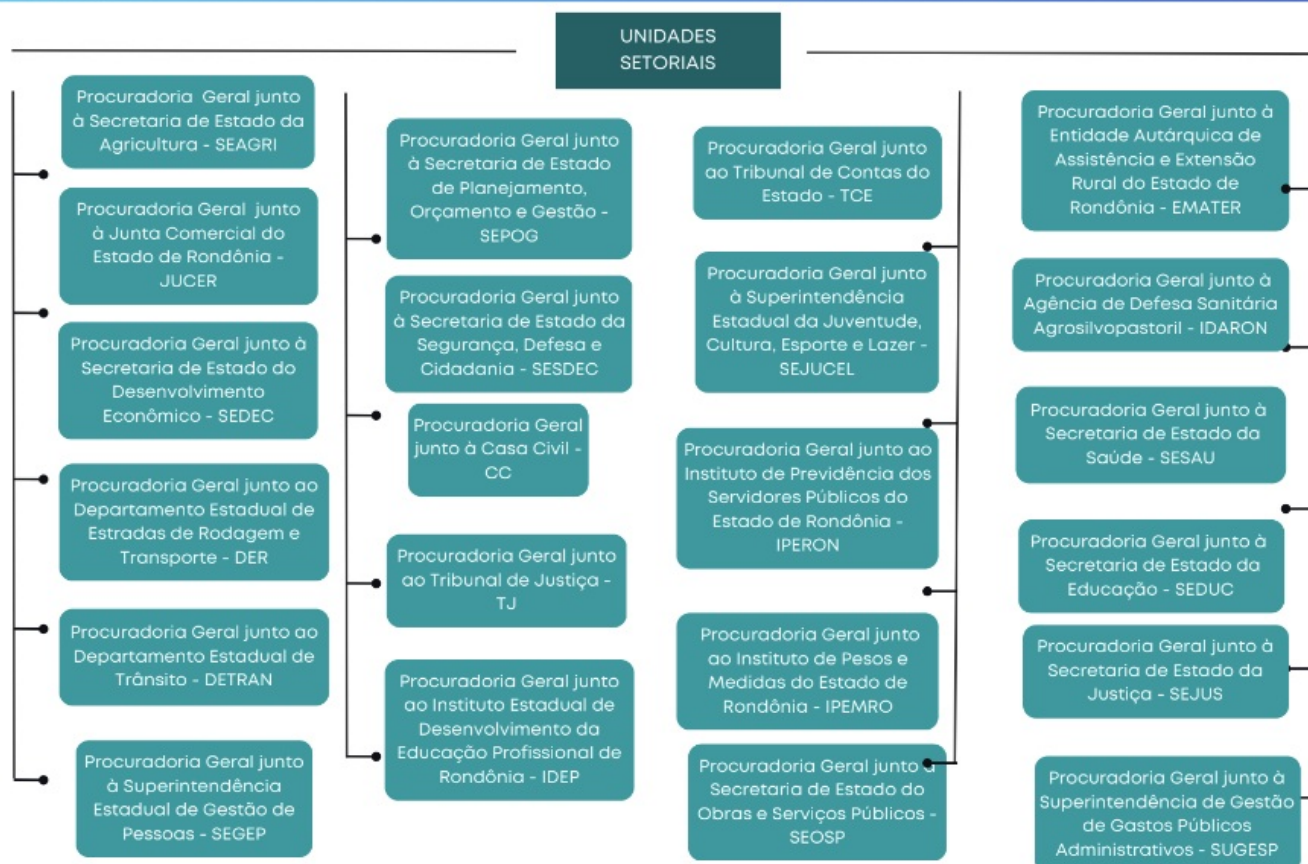 UNIDADES
SETORIAIS
Procuradoria Geral junto
à Secretaria de Estado da
Agricultura - SEAGRI
Procuradoria Geral junto
à Junta Comercial do
Estado de Rondônia -
JUCER
Procuradoria Geral junto à
Secretaria de Estado do
Desenvolvimento
Econômico - SEDEC
Procuradoria Geral junto ao
Departamento Estadual de
Estradas de Rodagem e
Transporte - DER
Procuradoria Geral junto ao
Departamento Estadual de
Trânsito - DETRAN
Procuradoria Geral junto
à Superintendência
Estadual de Gestão de
Pessoas - SEGEP
Procuradoria Geral junto
à Secretaria de Estado
de Planejamento,
Orçamento e Gestão -
SEPOG
Procuradoria Geral junto
à Secretaria de Estado da
Segurança, Defesa e
Cidadania - SESDEC
Procuradoria Geral
junto à Casa Civil -
CC
Procuradoria Geral junto
ao Tribunal de Justiça -
TJ
Procuradoria Geral junto
ao Instituto Estadual de
Desenvolvimento da
Educação Profissional de
Rondônia - IDEP
Procuradoria Geral junto
ao Tribunal de Contas do
Estado - TCE
Procuradoria Geral junto
à Superintendência
Estadual da Juventude,
Cultura, Esporte e Lazer -
SEJUCEL
Procuradoria Geral junto ao
Instituto de Previdência dos
Servidores Públicos do
Estado de Rondônia -
IPERON
Procuradoria Geral junto
ao Instituto de Pesos e
Medidas do Estado de
Rondônia - IPEMRO
Procuradoria Geral junto à
Secretaria de Estado do
Obras e Serviços Públicos -
SEOSP
Procuradoria Geral junto à
Entidade Autárquica de
Assistência e Extensão
Rural do Estado de
Rondônia - EMATER
Procuradoria Geral junto à
Agência de Defesa Sanitária
Agrosilvopastoril - IDARON
Procuradoria Geral junto à
Secretaria de Estado da
Saúde - SESAU
Procuradoria Geral junto à
Secretaria de Estado da
Educação - SEDUC
Procuradoria Geral junto à
Secretaria de Estado da
Justiça - SEJUS
Procuradoria Geral junto à
Superintendência de Gestão
de Gastos Públicos
Administrativos - SUGESP